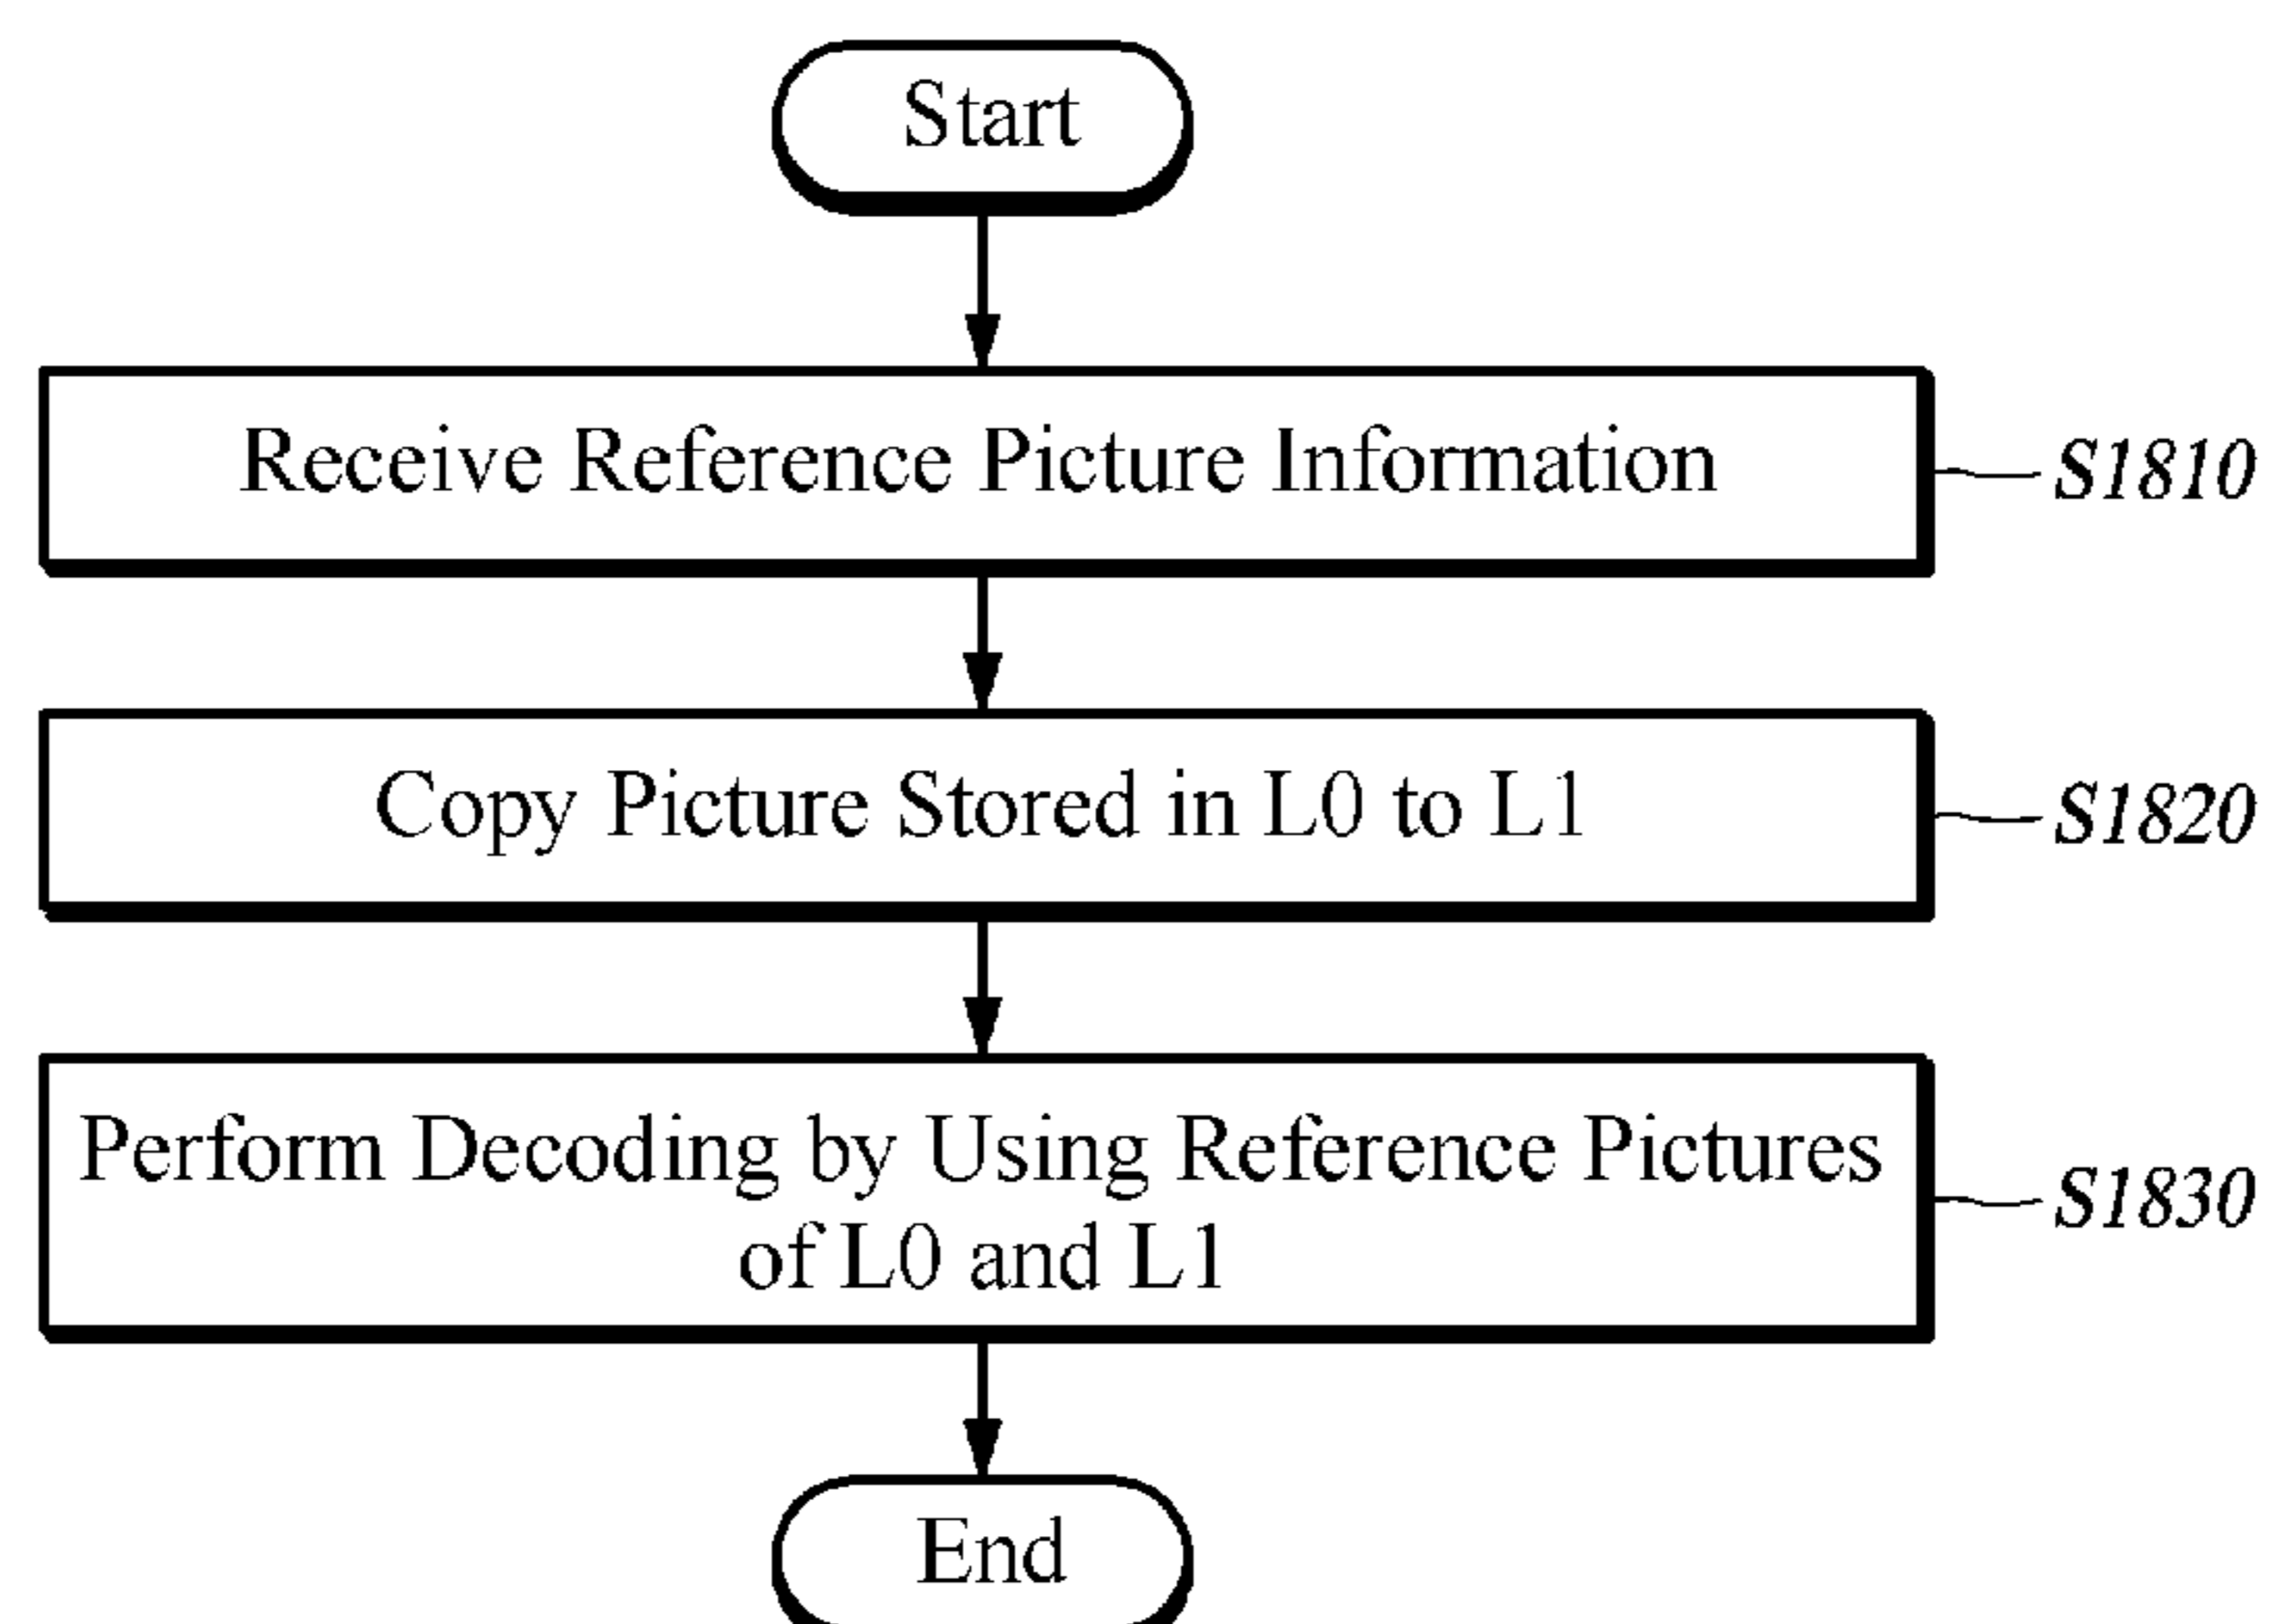 Start
Receive Reference Picture Information
S1810
Copy Picture Stored in L0 to L1
S1820
Perform Decoding by Using Reference Pictures
of L0 and L1
S1830
End